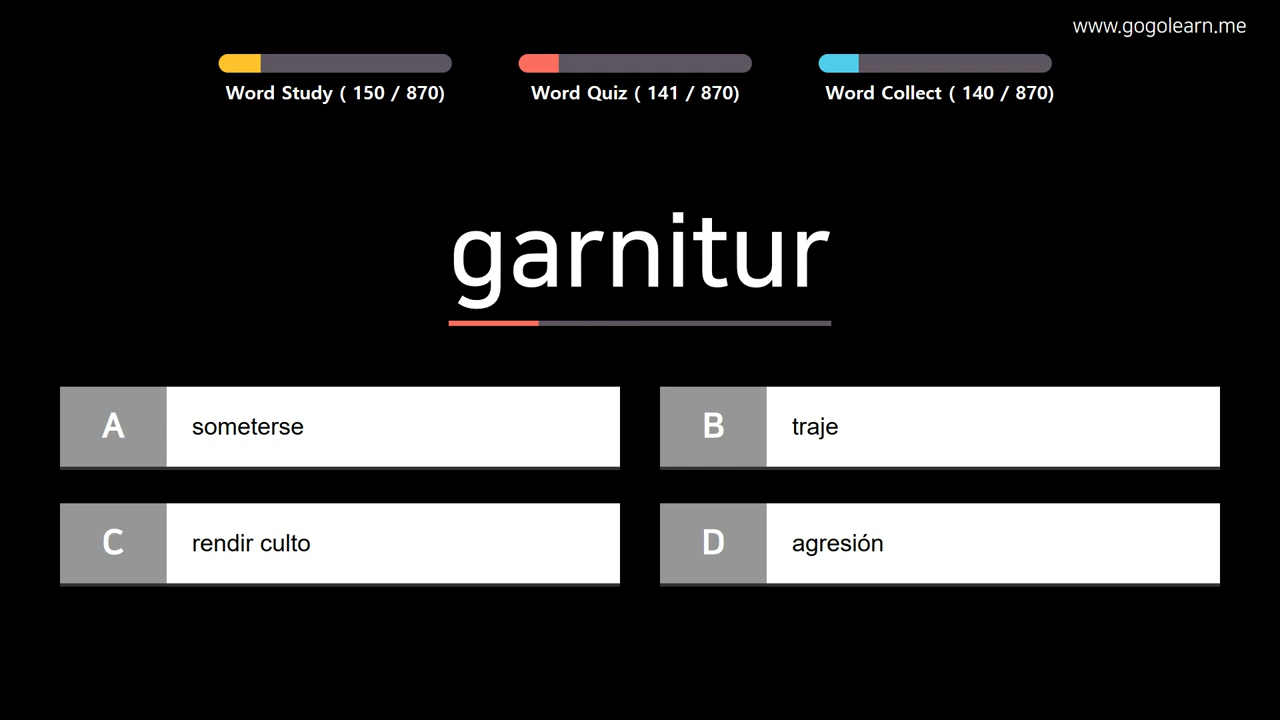 www.gogolearn.me
Word Study ( 150 / 870)
Word Quiz ( 141 / 870)
Word Collect ( 140 / 870)
garnitur
A someterse
B traje
C rendir culto
D agresión